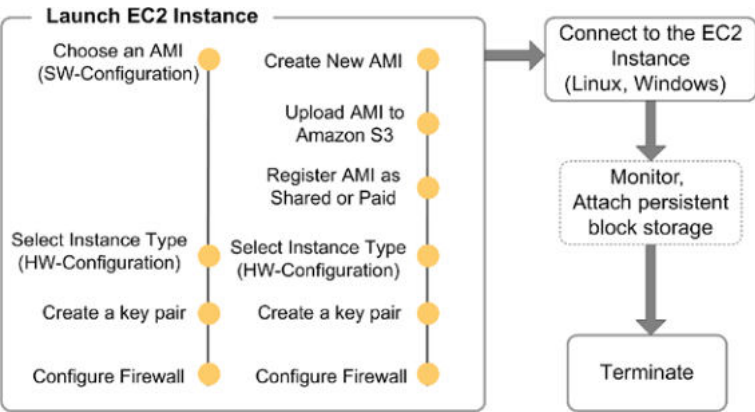 Launch EC2 Instance
Choose an AMI
(SW-Configuration)
Select Instance Type
(HW-Configuration)
Create a key pair
Configure Firewall
Create New AMI
Upload AMI to
Amazon S3
Register AMI as
Shared or Paid
Select Instance Type
(HW-Configuration)
Create a key pair
Configure Firewall
Connect to the EC2
Instance
(Linux, Windows)
Monitor,
Attach persistent
block storage
Terminate